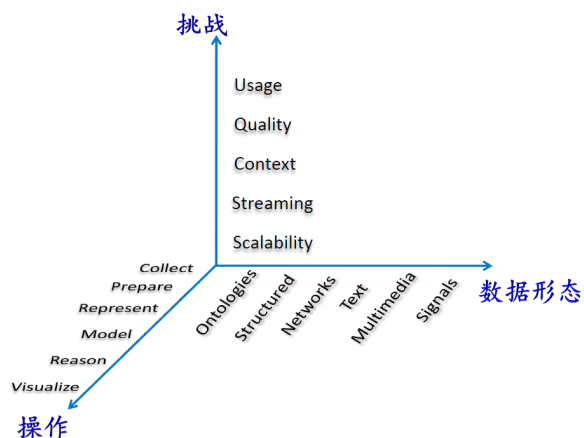 挑战
Usage
Quality
Context
Streaming
Scalability
Collect
Prepare
Represent
Model
Reason
Visualize
操作
Ontologies
Structured
Networks
Text
Multimedia
Signals
数据形态